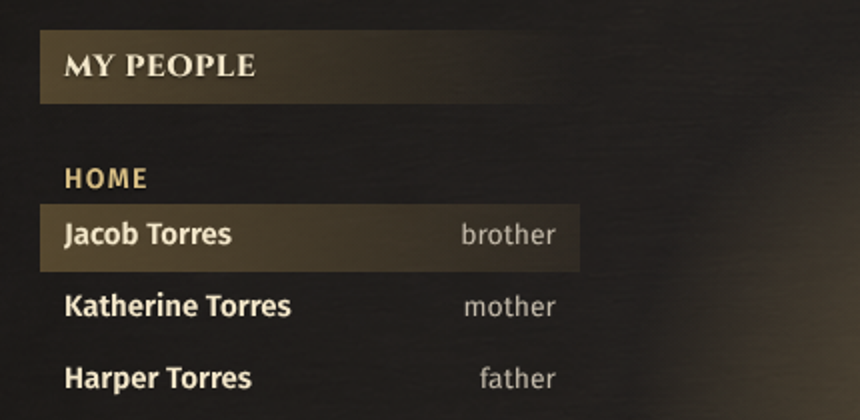 MY PEOPLE
HOME
Jacob Torres brother
Katherine Torres mother
Harper Torres father